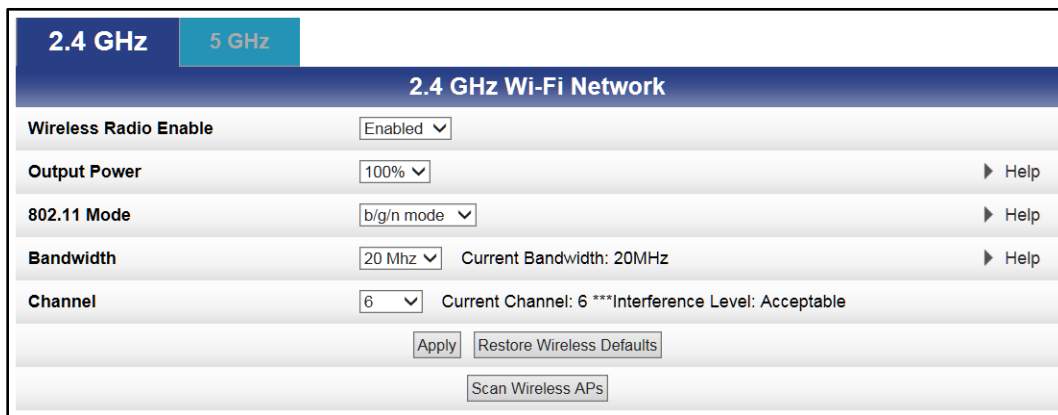 2.4 GHz 5 GHz
2.4 GHz Wi-Fi Network
Wireless Radio Enable Enabled
Output Power 100% Help
802.11 Mode b/g/n mode Help
Bandwidth 20 Mhz Current Bandwidth: 20MHz Help
Channel 6 Current Channel: 6 ***Interference Level: Acceptable
Apply Restore Wireless Defaults
Scan Wireless APs